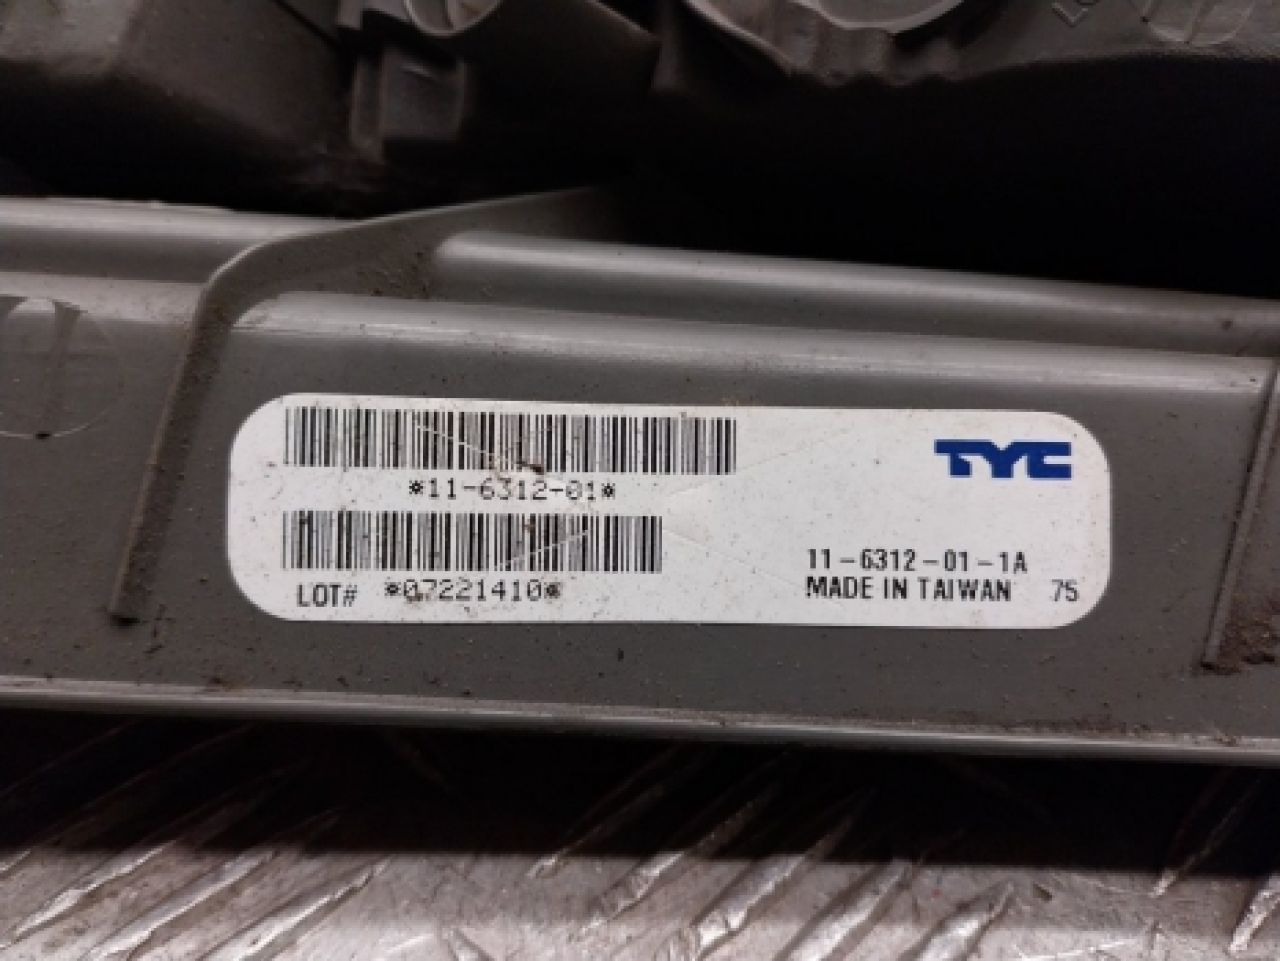 *11-6312-01*
TYC
11-6312-01-1A
LOT# *07221410*
MADE IN TAIWAN 75